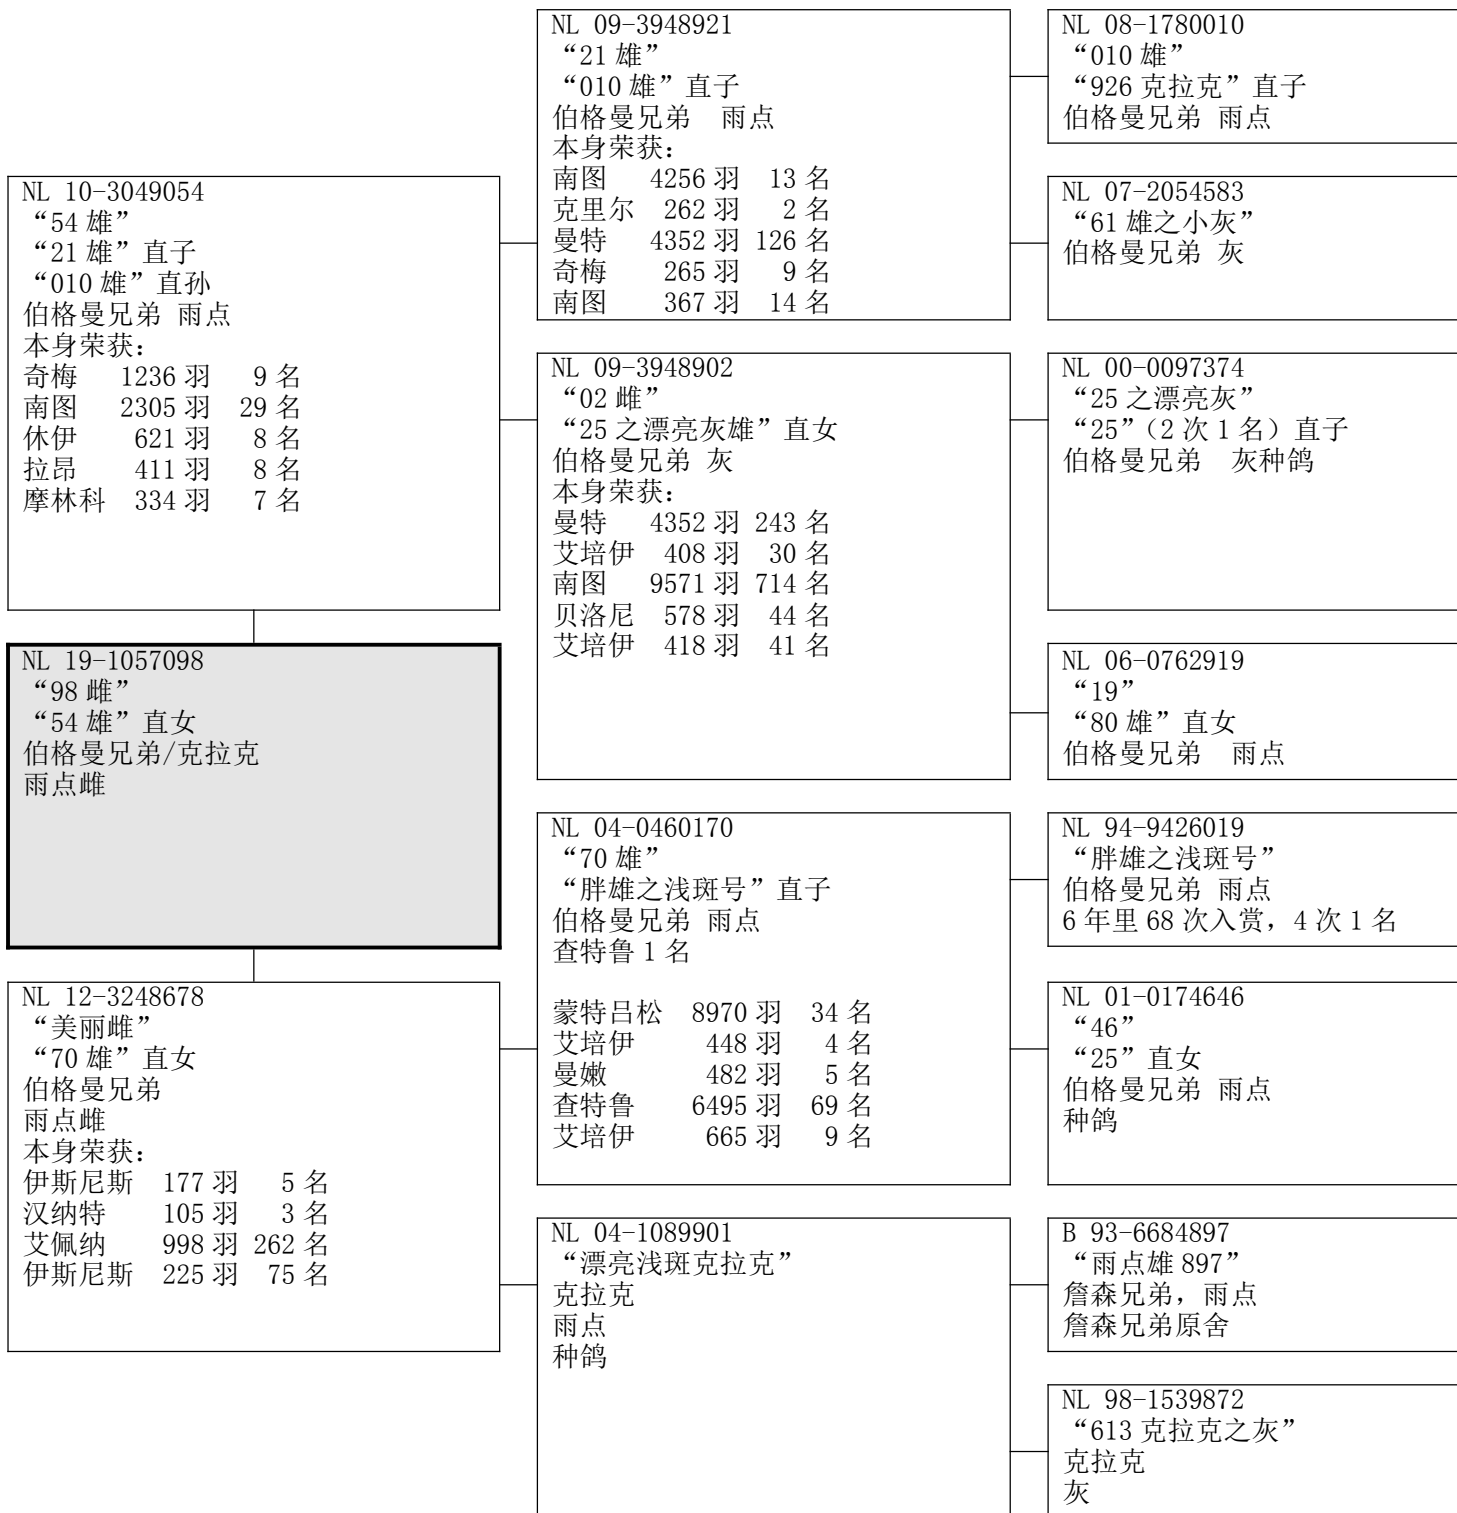 NL 10-3049054
“54 雄”
“21 雄”直子
“010 雄”直孙
伯格曼兄弟 雨点
本身荣获：
奇梅 1236 羽 9 名
南图 2305 羽 29 名
休伊 621 羽 8 名
拉昂 411 羽 8 名
摩林科 334 羽 7 名
NL 19-1057098
“98 雌”
“54 雄”直女
伯格曼兄弟/克拉克
雨点雌
NL 12-3248678
“美丽雌”
“70 雄”直女
伯格曼兄弟
雨点雌
本身荣获：
伊斯尼斯 177 羽 5 名
汉纳特 105 羽 3 名
艾佩纳 998 羽 262 名
伊斯尼斯 225 羽 75 名
NL 09-3948921
“21 雄”
“010 雄”直子
伯格曼兄弟 雨点
本身荣获：
南图 4256 羽 13 名
克里尔 262 羽 2 名
曼特 4352 羽 126 名
奇梅 265 羽 9 名
南图 367 羽 14 名
NL 09-3948902
“02 雌”
“25 之漂亮灰雄”直女
伯格曼兄弟 灰
本身荣获：
曼特 4352 羽 243 名
艾培伊 408 羽 30 名
南图 9571 羽 714 名
贝洛尼 578 羽 44 名
艾培伊 418 羽 41 名
NL 04-0460170
“70 雄”
“胖雄之浅斑号”直子
伯格曼兄弟 雨点
查特鲁 1 名
蒙特吕松 8970 羽 34 名
艾培伊 448 羽 4 名
曼嫩 482 羽 5 名
查特鲁 6495 羽 69 名
艾培伊 665 羽 9 名
NL 04-1089901
“漂亮浅斑克拉克”
克拉克
雨点
种鸽
NL 08-1780010
“010 雄”
“926 克拉克”直子
伯格曼兄弟 雨点
NL 07-2054583
“61 雄之小灰”
伯格曼兄弟 灰
NL 00-0097374
“25 之漂亮灰”
“25”（2 次 1 名）直子
伯格曼兄弟 灰种鸽
NL 06-0762919
“19”
“80 雄”直女
伯格曼兄弟 雨点
NL 94-9426019
“胖雄之浅斑号”
伯格曼兄弟 雨点
6 年里 68 次入赏，4 次 1 名
NL 01-0174646
“46”
“25”直女
伯格曼兄弟 雨点
种鸽
B 93-6684897
“雨点雄 897”
詹森兄弟，雨点
詹森兄弟原舍
NL 98-1539872
“613 克拉克之灰”
克拉克
灰